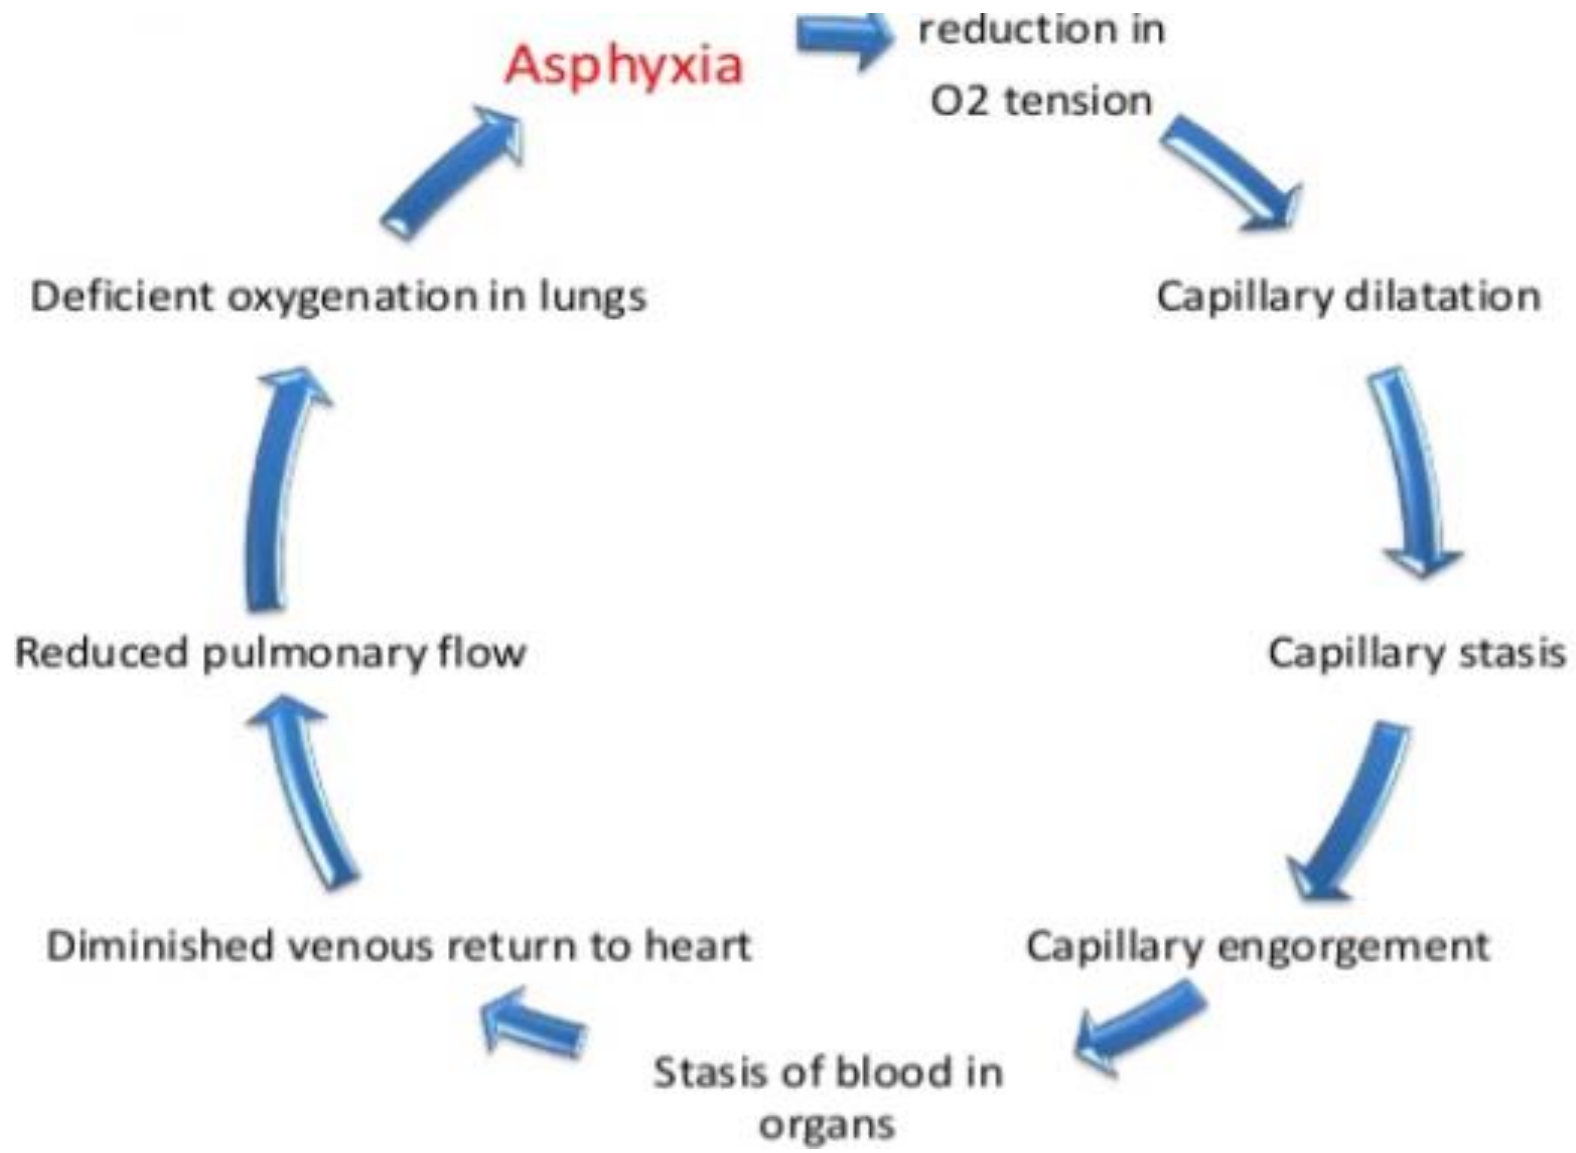 Asphyxia
reduction in
O2 tension
Capillary dilatation
Capillary stasis
Capillary engorgement
Stasis of blood in
organs
Diminished venous return to heart
Reduced pulmonary flow
Deficient oxygenation in lungs